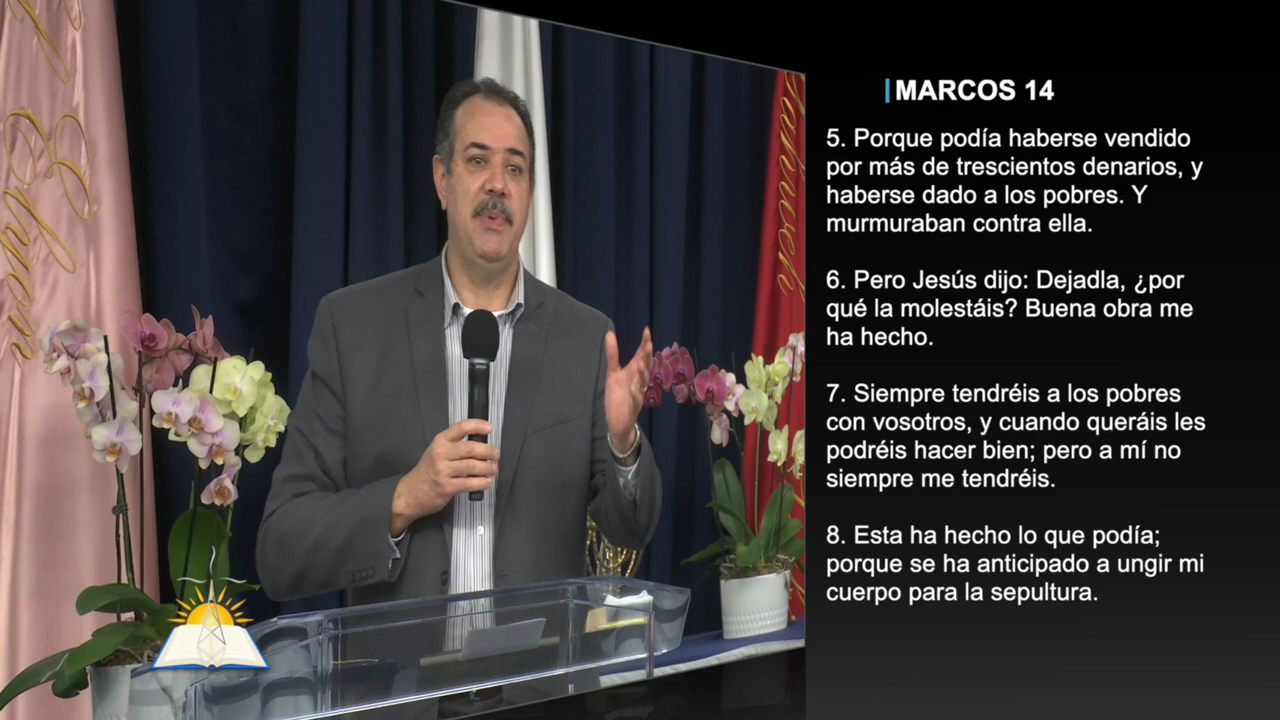 MARCOS 14
5. Porque podía haberse vendido
por más de trescientos denarios, y
haberse dado a los pobres. Y
murmuraban contra ella.
6. Pero Jesús dijo: Dejadla, ¿por
qué la molestáis? Buena obra me
ha hecho.
7. Siempre tendréis a los pobres
con vosotros, y cuando queráis les
podréis hacer bien; pero a mí no
siempre me tendréis.
8. Esta ha hecho lo que podía;
porque se ha anticipado a ungir mi
cuerpo para la sepultura.